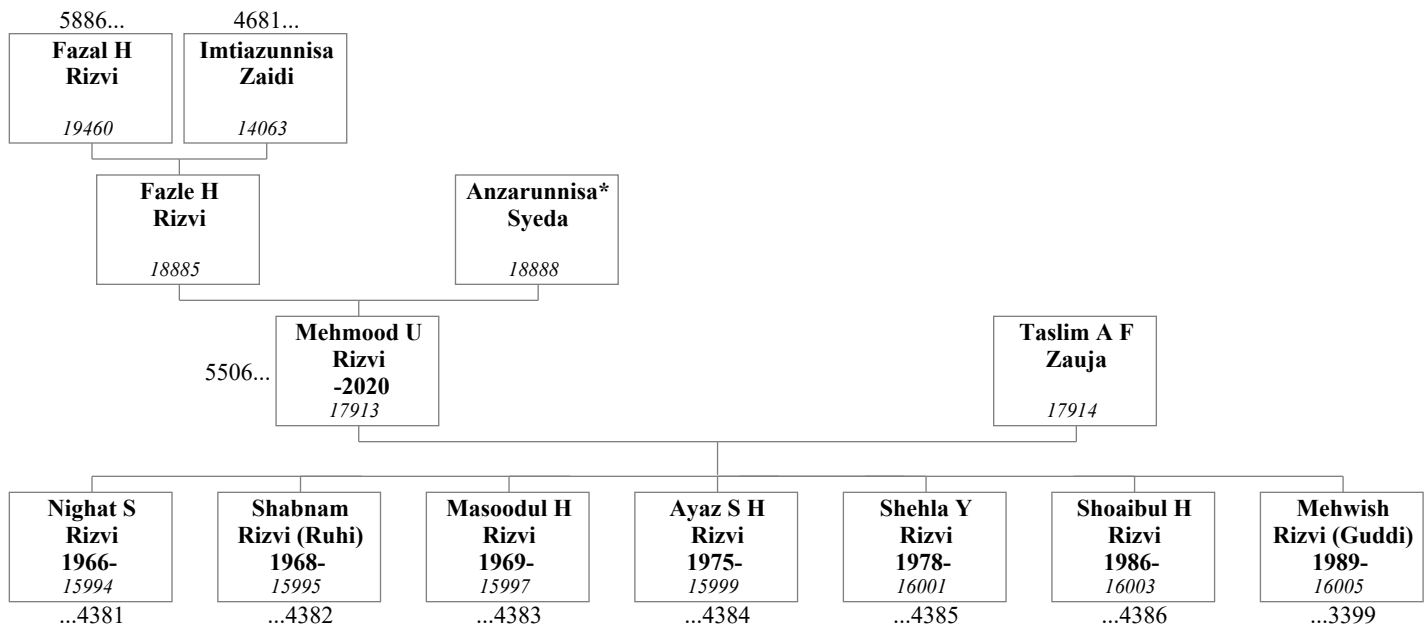 5886...
4681...
Fazal H
Rizvi
19460
Imtiazunnisa
Zaidi
14063
Fazle H
Rizvi
18885
Anzarunnisa*
Syeda
18888
5506...
Mehmood U
Rizvi
-2020
17913
Taslim A F
Zauja
17914
Nighat S
Rizvi
1966-
15994
...4381
Shabnam
Rizvi (Ruhi)
1968-
15995
...4382
Masoodul H
Rizvi
1969-
15997
...4383
Ayaz S H
Rizvi
1975-
15999
...4384
Shehla Y
Rizvi
1978-
16001
...4385
Shoaibul H
Rizvi
1986-
16003
...4386
Mehwish
Rizvi (Guddi)
1989-
16005
...3399